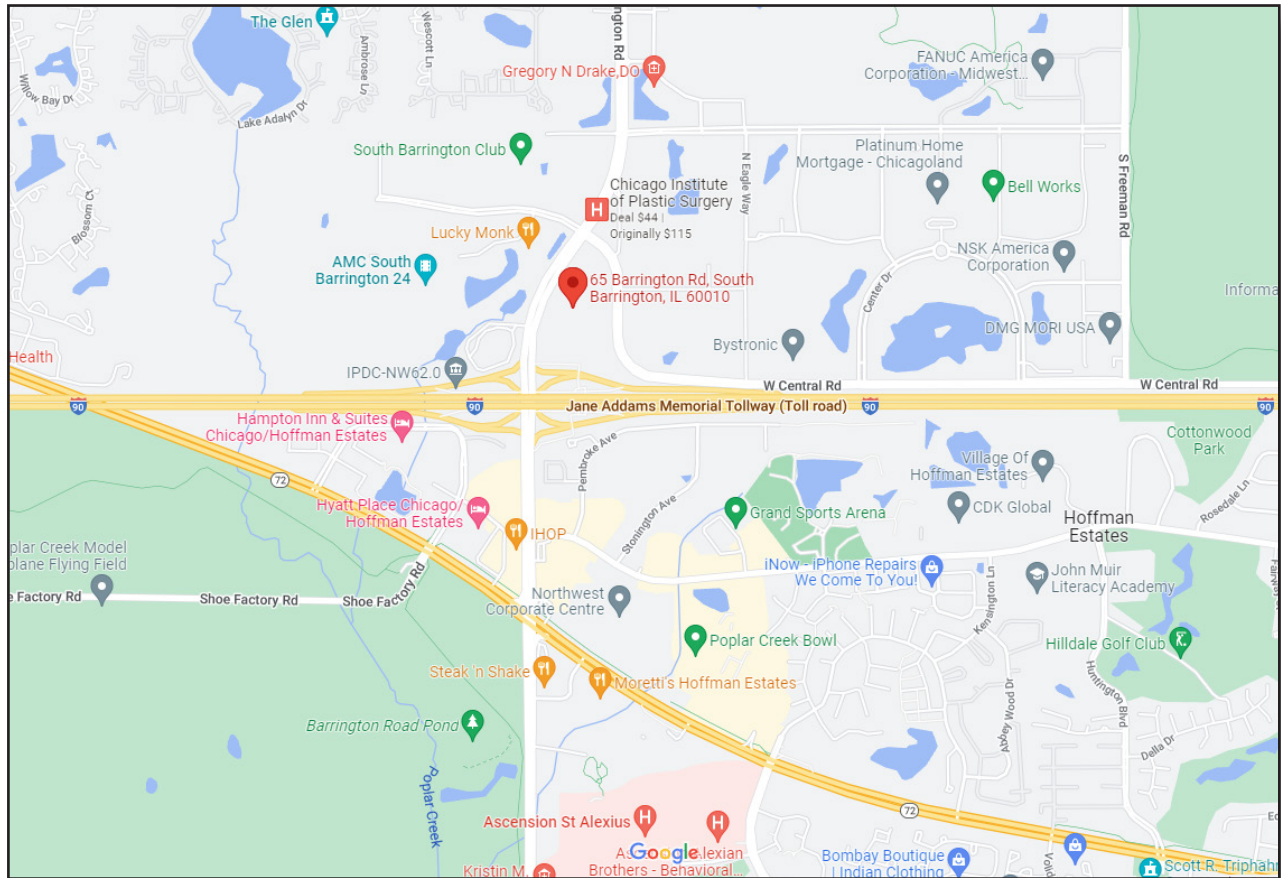 The Glen
Willow Bay Dr
Ambrose Ln
Wescott Ln
ngton Rd
Gregory N Drake,DO
FANUC America
Corporation - Midwest...
Lake Adalyn Dr
South Barrington Club
Platinum Home
Mortgage - Chicagoland
N Eagle Way
S Freeman Rd
Bell Works
Chicago Institute
of Plastic Surgery
Deal $44 |
Originally $115
Blossom Ct
Lucky Monk
AMC South
Barrington 24
NSK America
Corporation
65 Barrington Rd, South
Barrington, IL 60010
Center Dr
Informa
DMG MORI USA
Bystronic
Health
IPDC-NW62.0
W Central Rd
W Central Rd
90
90
Jane Addams Memorial Tollway (Toll road)
90
90
Hampton Inn & Suites
Chicago/Hoffman Estates
Cottonwood
Park
Pembroke Ave
Village Of
Hoffman Estates
72
Rosedale Ln
Hyatt Place Chicago/
Hoffman Estates
Stonington Ave
Grand Sports Arena
CDK Global
Hoffman
Estates
IHOP
oplar Creek Model
plane Flying Field
iNow - iPhone Repairs
We Come To You!
Kensington Ln
John Muir
Literacy Academy
e Factory Rd
Shoe Factory Rd
Shoe Factory Rd
Northwest
Corporate Centre
Poplar Creek Bowl
Hilldale Golf Club
Steak 'n Shake
Moretti's Hoffman Estates
Huntington Blvd
Abbey Wood Dr
Della Dr
Barrington Road Pond
Poplar Creek
72
Ascension St Alexius
Google
Alexian
Brothers - Behavioral...
Kristin M.
Bombay Boutique
| Indian Clothing
Scott R. Triphahn